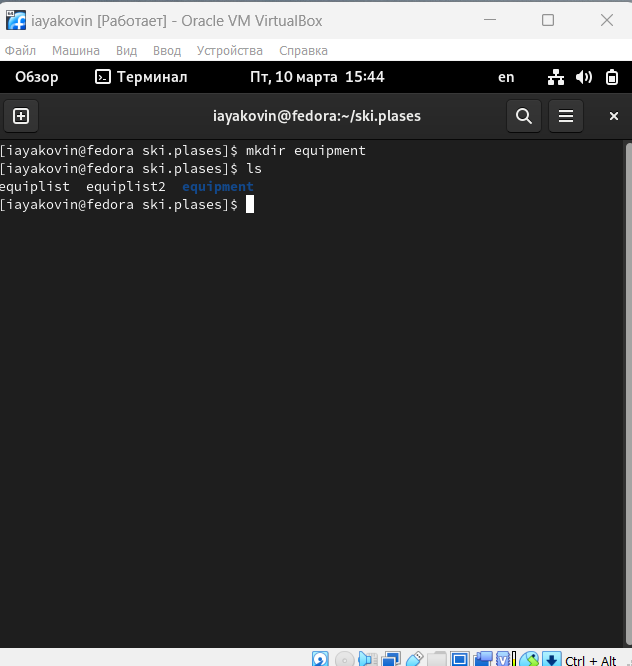 iayakovin [Работает] - Oracle VM VirtualBox
Файл Машина Вид Ввод Устройства Справка
Обзор Терминал Пт, 10 марта 15:44 en
iayakovin@fedora:~/ski.plases
[iayakovin@fedora ski.plases]$ mkdir equipment
[iayakovin@fedora ski.plases]$ ls
equiplist equiplist2 equipment
[iayakovin@fedora ski.plases]$
Ctrl + Alt